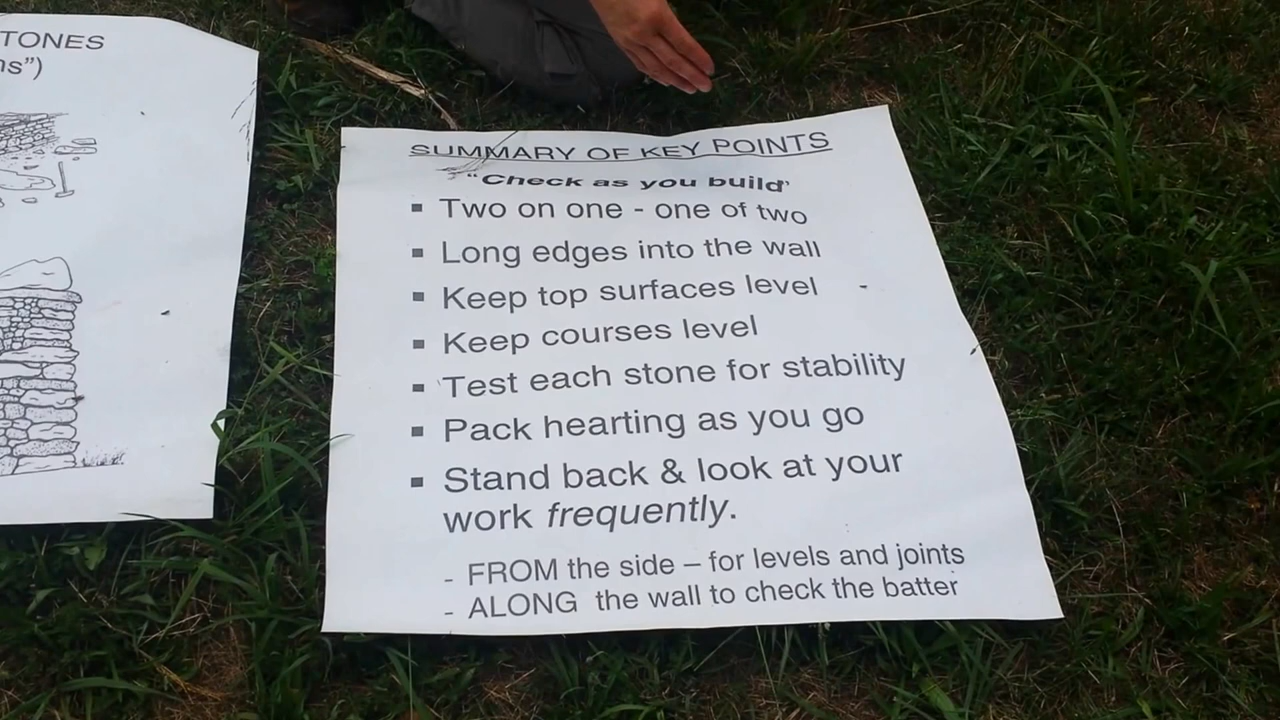 TONES
ns")
SUMMARY OF KEY POINTS
"Check as you build"
▪ Two on one - one of two
▪ Long edges into the wall
▪ Keep top surfaces level
▪ Keep courses level
▪ Test each stone for stability
▪ Pack hearting as you go
▪ Stand back & look at your
work frequently.
- FROM the side – for levels and joints
- ALONG the wall to check the batter